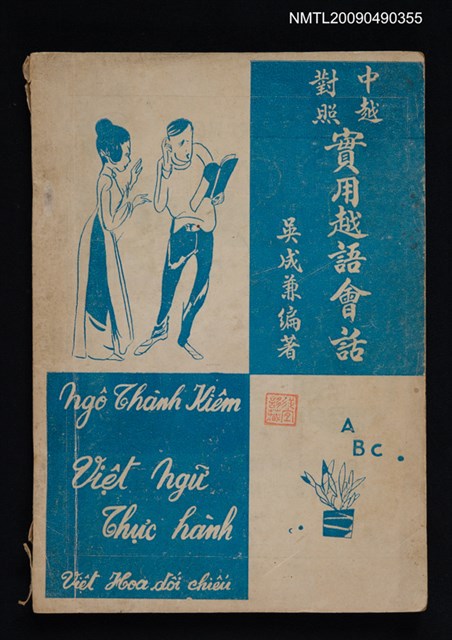 NMTL20090490355
中越
對照
實用越語會話
吳成兼編著
Ngô Thành Kiêm
Việt ngữ
Thực hành
Việt Hoa đối chiếu
A
BC